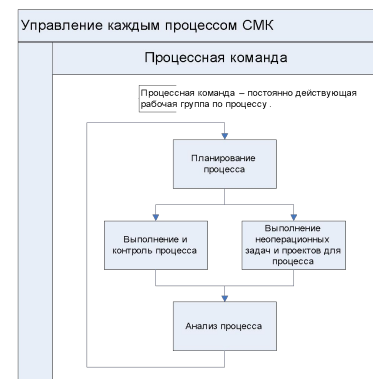 Управление каждым процессом СМК
Процессная команда
Процессная команда – постоянно действующая
рабочая группа по процессу .
Планирование
процесса
Выполнение и
контроль процесса
Выполнение
неоперационных
задач и проектов для
процесса
Анализ процесса